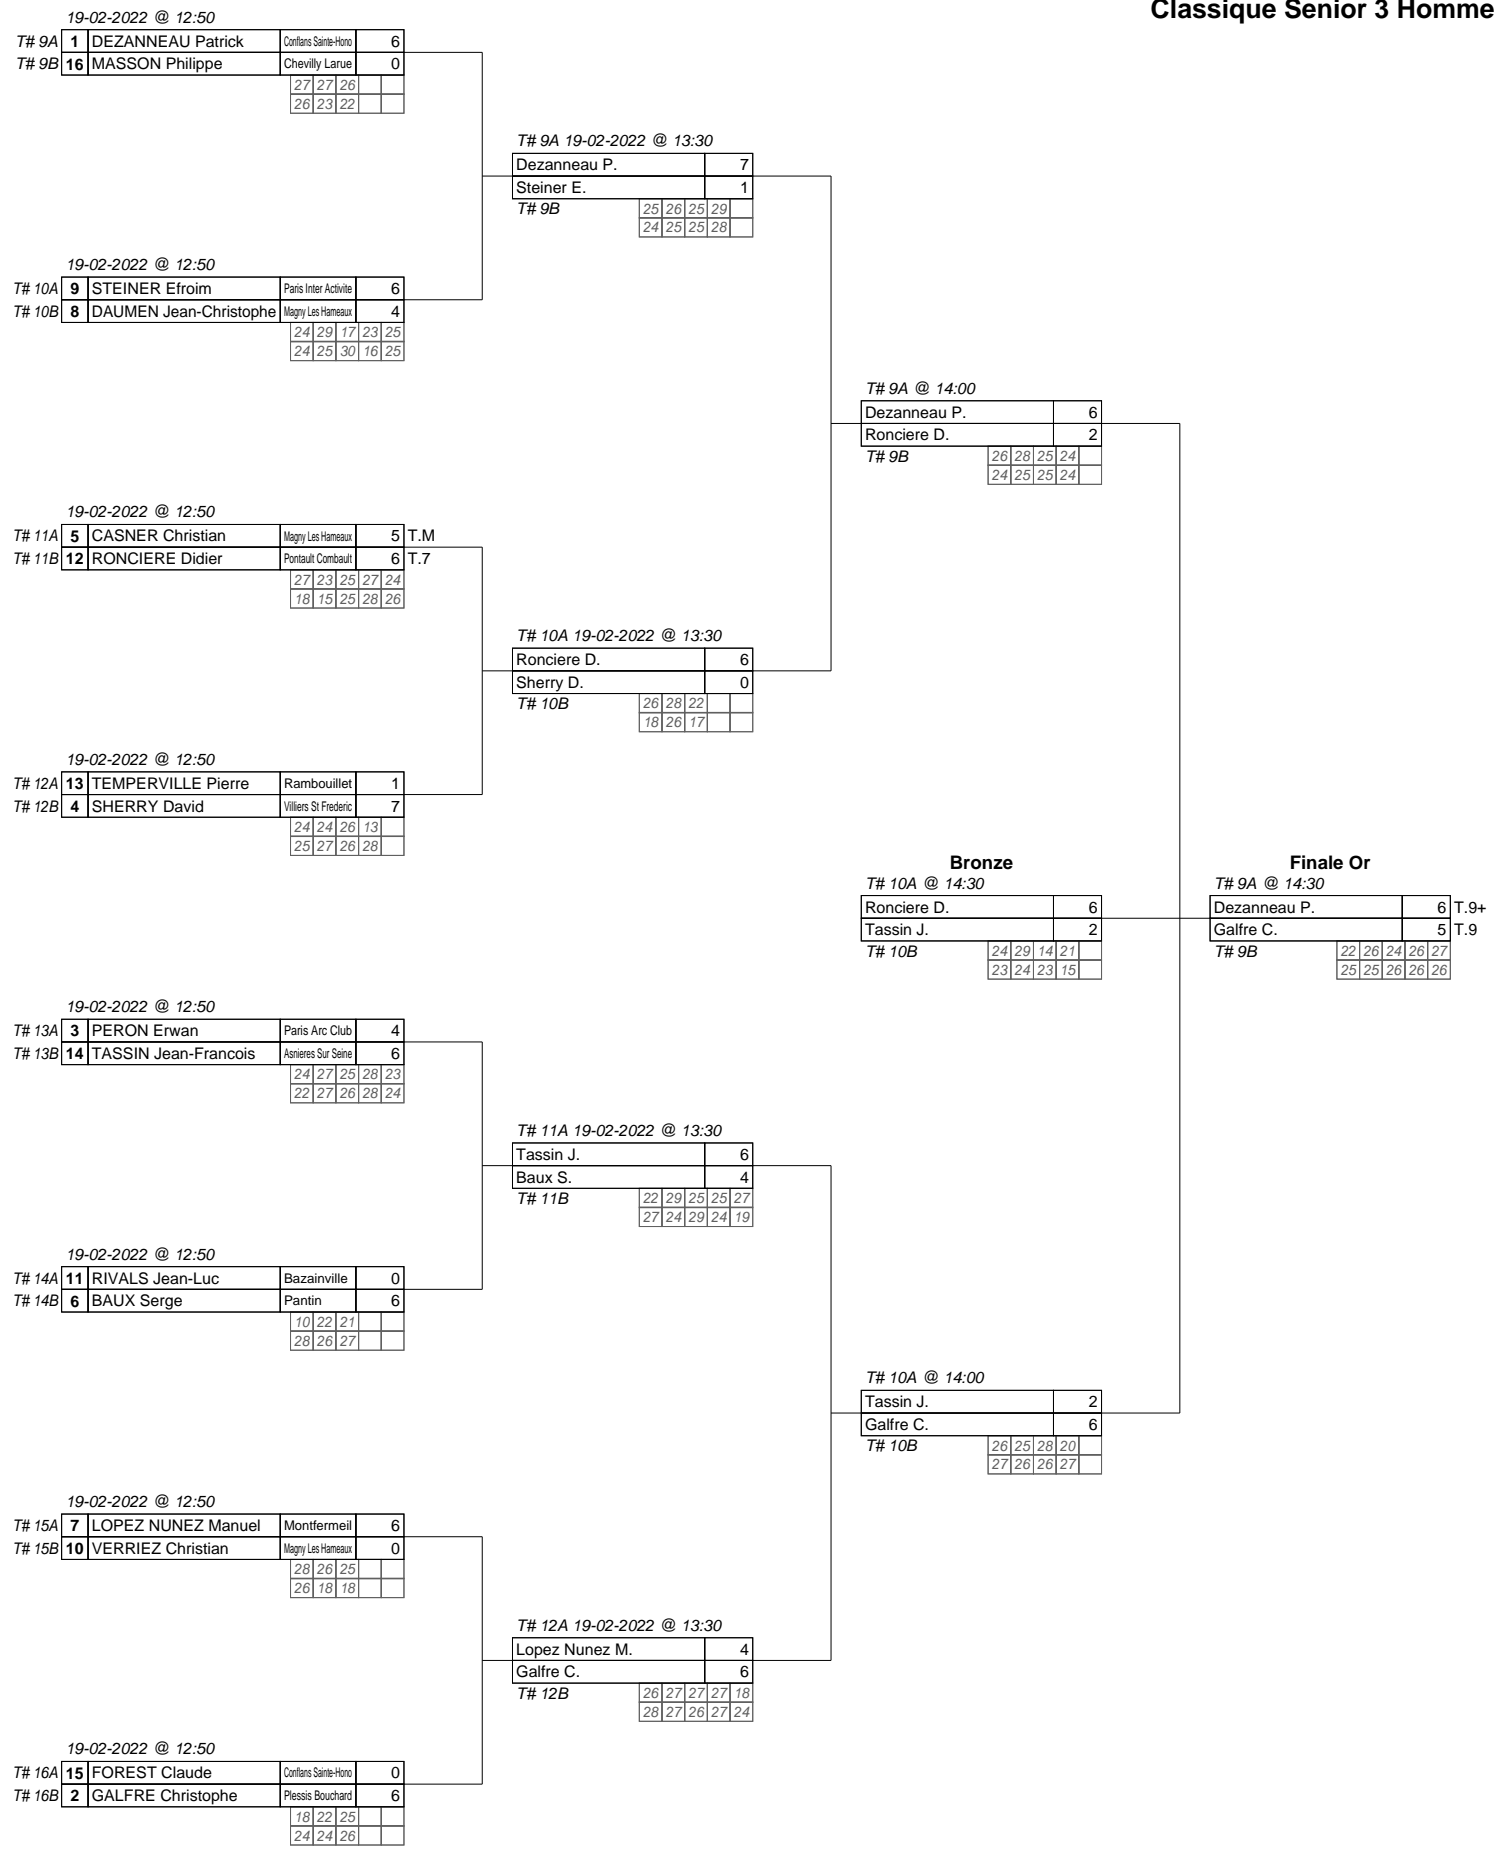 Classique Senior 3 Homme
19-02-2022 @ 12:50
T# 9A 1 DEZANNEAU Patrick Conflans Sainte-Hono 6
T# 9B 16 MASSON Philippe Chevilly Larue 0
27 27 26
26 23 22
T# 9A 19-02-2022 @ 13:30
Dezanneau P. 7
Steiner E. 1
T# 9B 25 26 25 29
24 25 25 28
19-02-2022 @ 12:50
T# 10A 9 STEINER Efroim Paris Inter Activite 6
T# 10B 8 DAUMEN Jean-Christophe Magny Les Hameaux 4
24 29 17 23 25
24 25 30 16 25
T# 9A @ 14:00
Dezanneau P. 6
Ronciere D. 2
T# 9B 26 28 25 24
24 25 25 24
19-02-2022 @ 12:50
T# 11A 5 CASNER Christian Magny Les Hameaux 5 T.M
T# 11B 12 RONCIERE Didier Pontault Combault 6 T.7
27 23 25 27 24
18 15 25 28 26
T# 10A 19-02-2022 @ 13:30
Ronciere D. 6
Sherry D. 0
T# 10B 26 28 22
18 26 17
19-02-2022 @ 12:50
T# 12A 13 TEMPERVILLE Pierre Rambouillet 1
T# 12B 4 SHERRY David Villiers St Frederic 7
24 24 26 13
25 27 26 28
Bronze
T# 10A @ 14:30
Ronciere D. 6
Tassin J. 2
T# 10B 24 29 14 21
23 24 23 15
Finale Or
T# 9A @ 14:30
Dezanneau P. 6 T.9+
Galfre C. 5 T.9
T# 9B 22 26 24 26 27
25 25 26 26 26
19-02-2022 @ 12:50
T# 13A 3 PERON Erwan Paris Arc Club 4
T# 13B 14 TASSIN Jean-Francois Asnieres Sur Seine 6
24 27 25 28 23
22 27 26 28 24
T# 11A 19-02-2022 @ 13:30
Tassin J. 6
Baux S. 4
T# 11B 22 29 25 25 27
27 24 29 24 19
19-02-2022 @ 12:50
T# 14A 11 RIVALS Jean-Luc Bazainville 0
T# 14B 6 BAUX Serge Pantin 6
10 22 21
28 26 27
T# 10A @ 14:00
Tassin J. 2
Galfre C. 6
T# 10B 26 25 28 20
27 26 26 27
19-02-2022 @ 12:50
T# 15A 7 LOPEZ NUNEZ Manuel Montfermeil 6
T# 15B 10 VERRIEZ Christian Magny Les Hameaux 0
28 26 25
26 18 18
T# 12A 19-02-2022 @ 13:30
Lopez Nunez M. 4
Galfre C. 6
T# 12B 26 27 27 27 18
28 27 26 27 24
19-02-2022 @ 12:50
T# 16A 15 FOREST Claude Conflans Sainte-Hono 0
T# 16B 2 GALFRE Christophe Plessis Bouchard 6
18 22 25
24 24 26